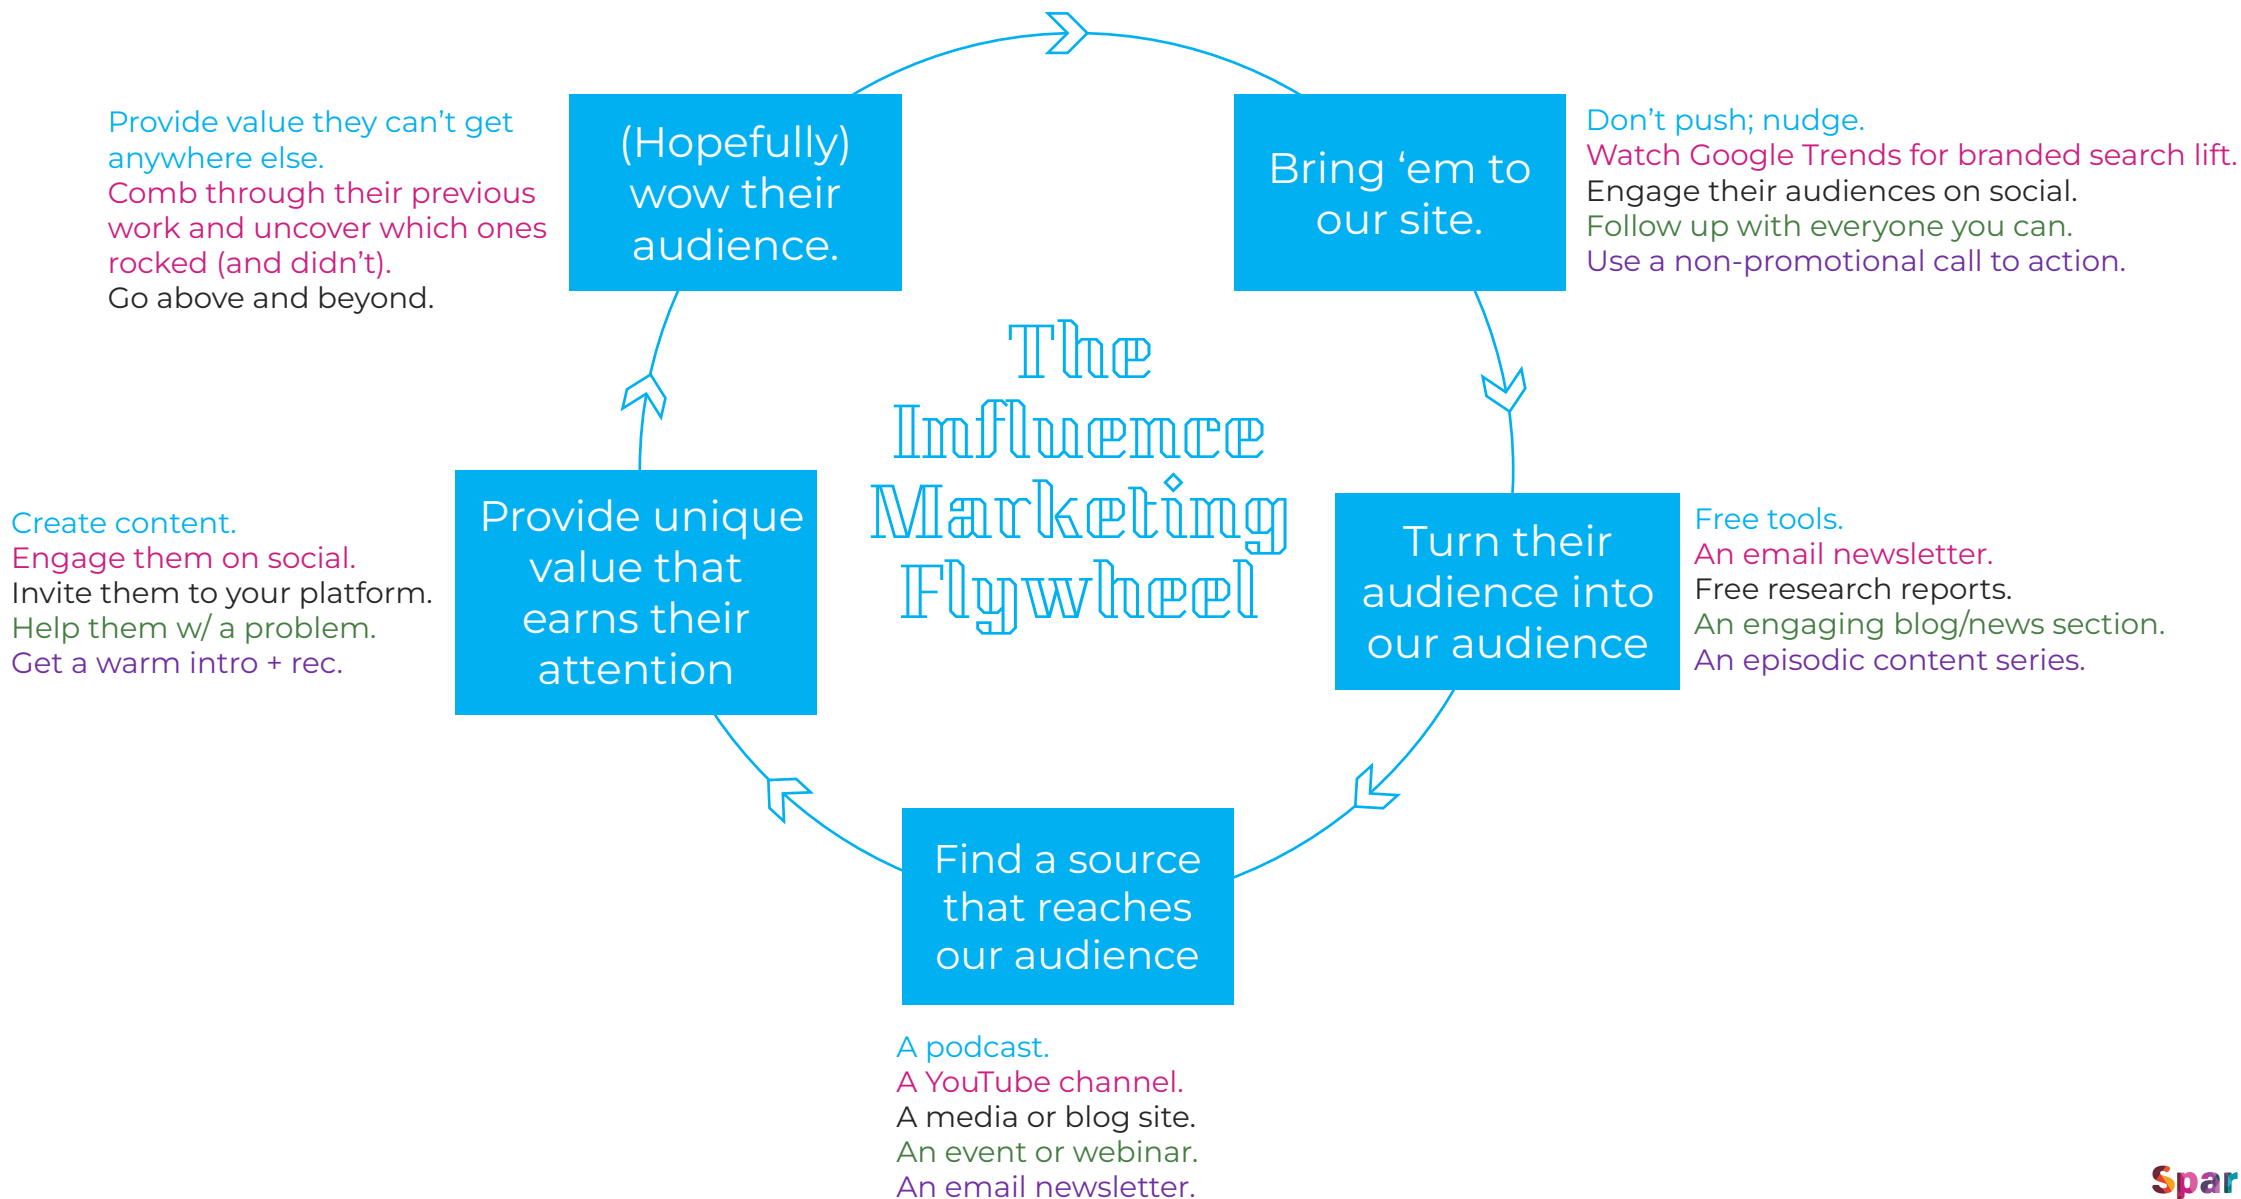 Provide value they can’t get
anywhere else.
Comb through their previous
work and uncover which ones
rocked (and didn’t).
Go above and beyond.
(Hopefully)
wow their
audience.
Bring ‘em to
our site.
Don’t push; nudge.
Watch Google Trends for branded search lift.
Engage their audiences on social.
Follow up with everyone you can.
Use a non-promotional call to action.
The
Influence
Marketing
Flywheel
Create content.
Engage them on social.
Invite them to your platform.
Help them w/ a problem.
Get a warm intro + rec.
Provide unique
value that
earns their
attention
Turn their
audience into
our audience
Free tools.
An email newsletter.
Free research reports.
An engaging blog/news section.
An episodic content series.
Find a source
that reaches
our audience
A podcast.
A YouTube channel.
A media or blog site.
An event or webinar.
An email newsletter.
Spar